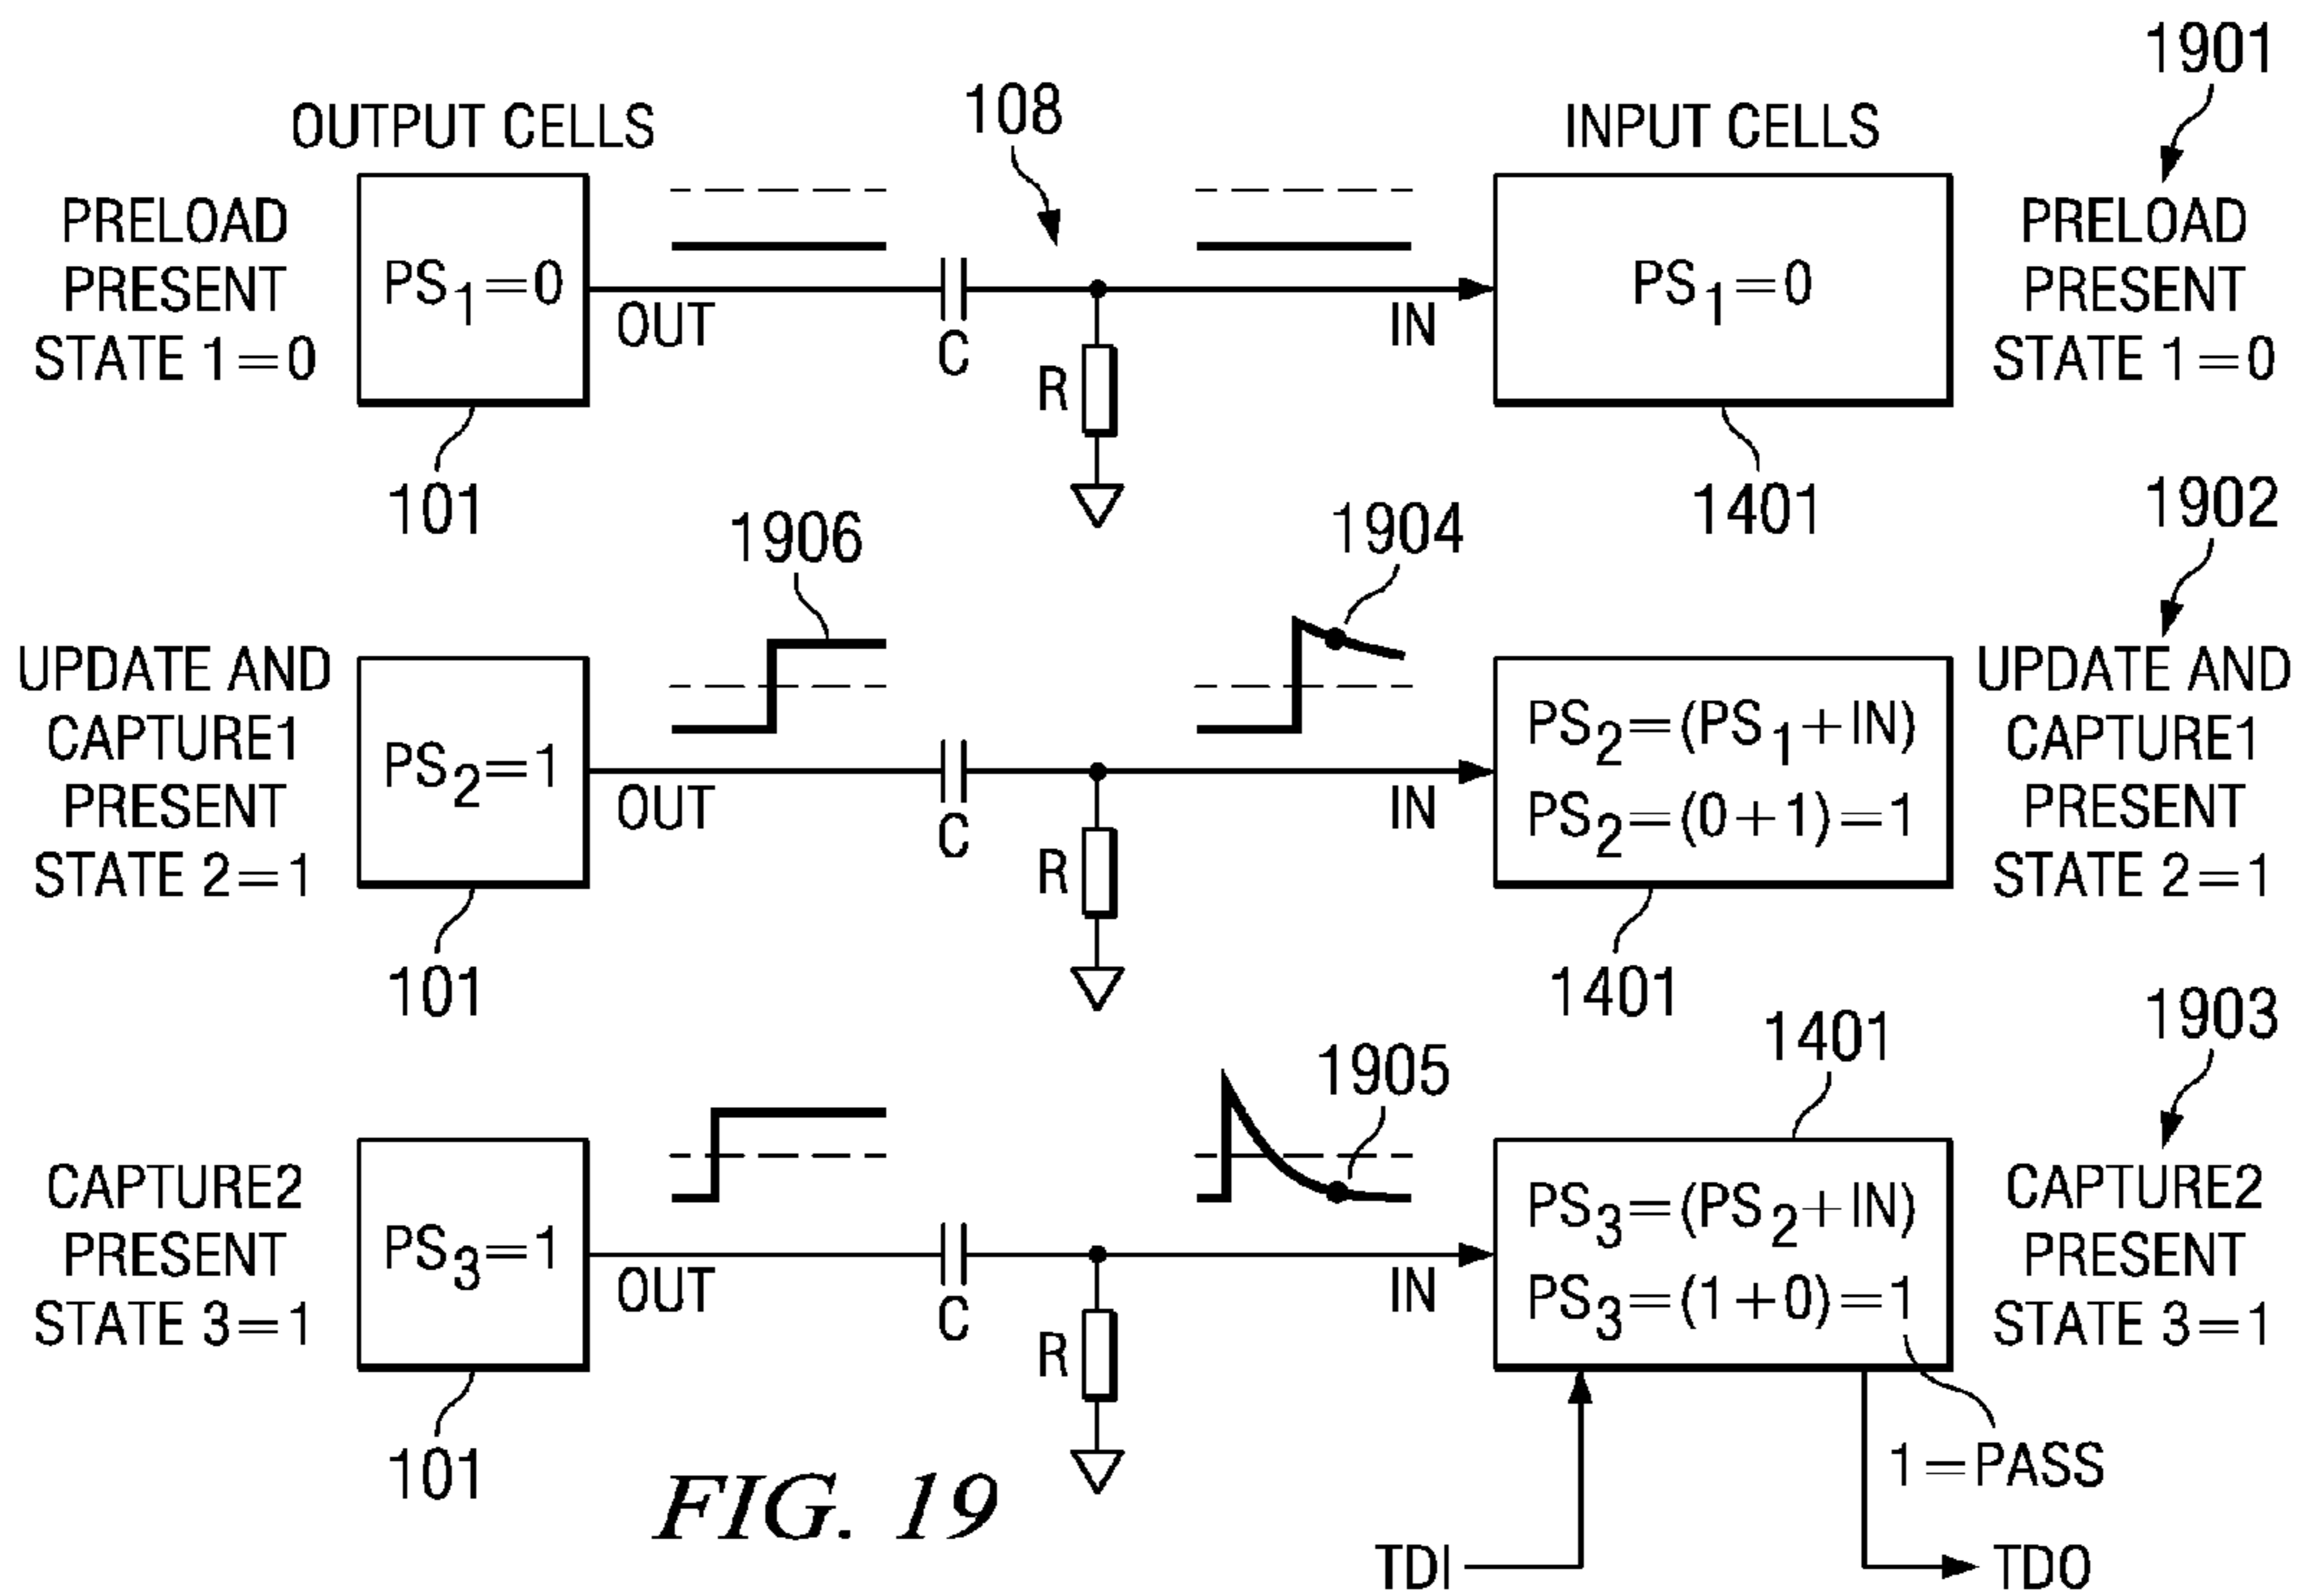 1901
OUTPUT CELLS
108
INPUT CELLS
PRELOAD
PRESENT
STATE 1=0
PS1=0
OUT
C
R
IN
PS1=0
PRELOAD
PRESENT
STATE 1=0
101
1401
1902
1906
1904
UPDATE AND
CAPTURE1
PRESENT
STATE 2=1
PS2=1
OUT
C
R
IN
PS2=(PS1+IN)
PS2=(0+1)=1
UPDATE AND
CAPTURE1
PRESENT
STATE 2=1
101
1401
1903
1401
1905
CAPTURE2
PRESENT
STATE 3=1
PS3=1
OUT
C
R
IN
PS3=(PS2+IN)
PS3=(1+0)=1
CAPTURE2
PRESENT
STATE 3=1
101
1=PASS
FIG. 19
TDI
TDO